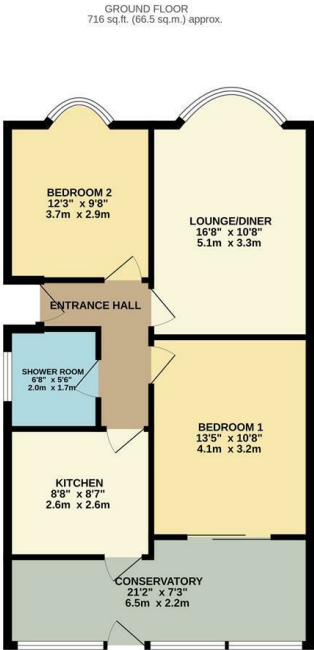 GROUND FLOOR
716 sq.ft. (66.5 sq.m.) approx.
BEDROOM 2
12'3" x 9'8"
3.7m x 2.9m
LOUNGE/DINER
16'8" x 10'8"
5.1m x 3.3m
ENTRANCE HALL
SHOWER ROOM
6'8" x 5'6"
2.0m x 1.7m
BEDROOM 1
13'5" x 10'8"
4.1m x 3.2m
KITCHEN
8'8" x 8'7"
2.6m x 2.6m
CONSERVATORY
21'2" x 7'3"
6.5m x 2.2m